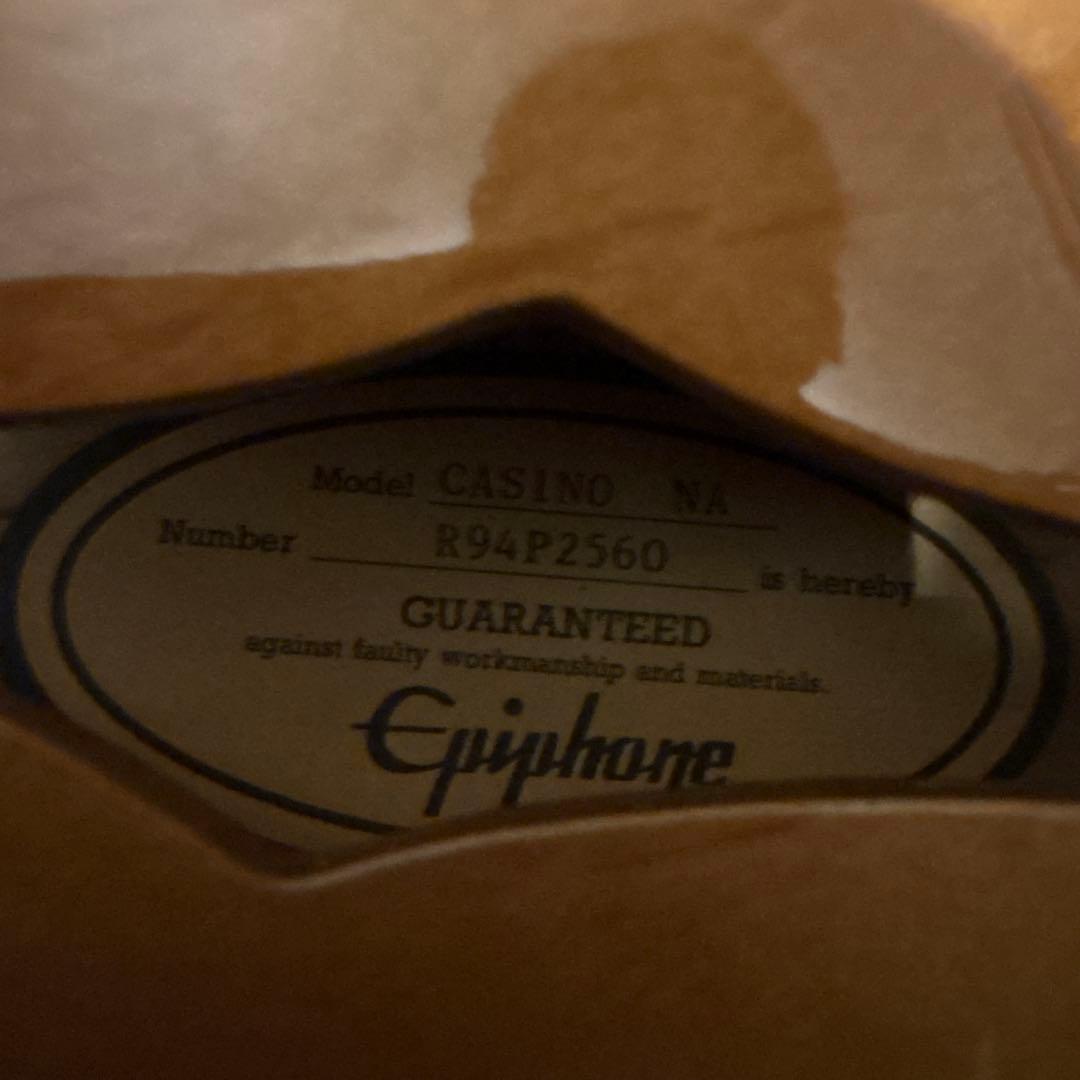 Model CASINO NA
Number R94P2560 is hereby
GUARANTEED
against faulty workmanship and materials.
Epiphone